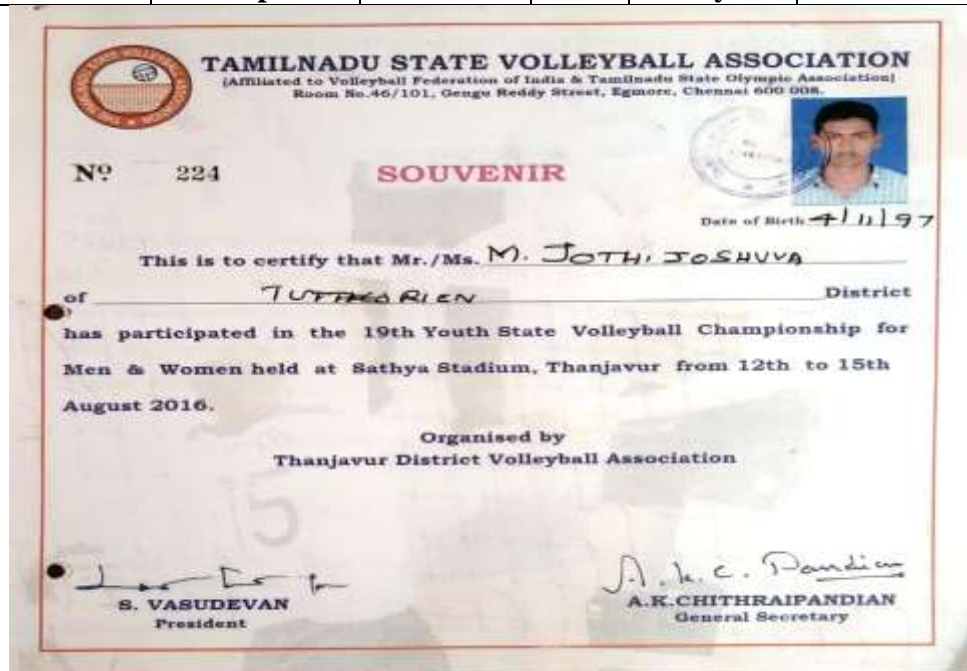 TAMILNADU STATE VOLLEYBALL ASSOCIATION
(Affiliated to Volleyball Federation of India & Tamilnadu State Olympic Association)
Room No.46/101, Gengu Reddy Street, Egmore, Chennai 600 008.
Nº 224
SOUVENIR
Date of Birth 4/11/97
This is to certify that Mr./Ms. M. JOTHI JOSHUVA
of TUTTHCORIEN District
has participated in the 19th Youth State Volleyball Championship for
Men & Women held at Sathya Stadium, Thanjavur from 12th to 15th
August 2016.
Organised by
Thanjavur District Volleyball Association
A. K. C. Pandian
S. VASUDEVAN
President
A.K.CHITHRAIPANDIAN
General Secretary